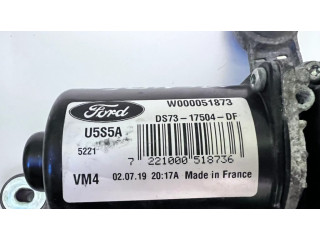 Ford
W000051873
U5S5A
DS73-17504-DF
5221
7 221000 518736
VM4
02.07.19 20:17A Made in France